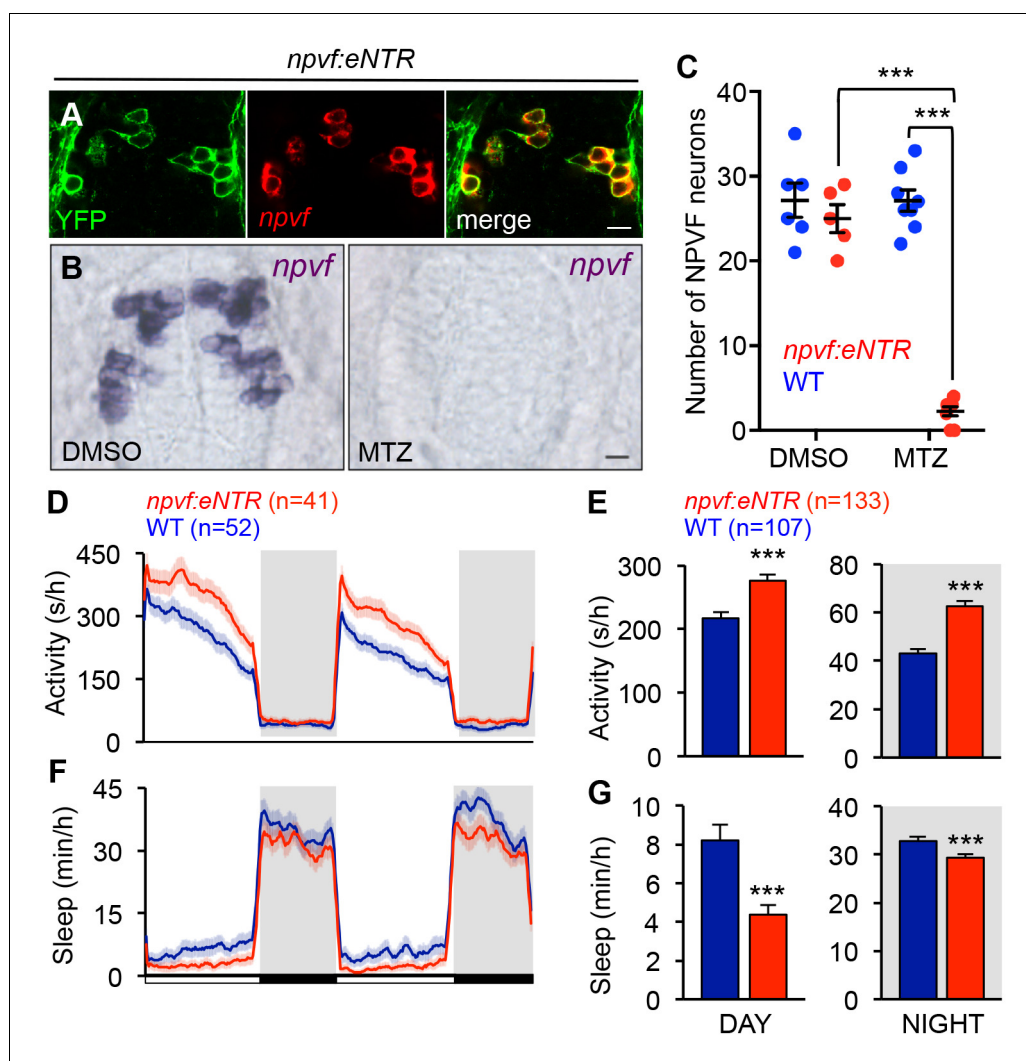 npvf:eNTR
A
YFP
npvf
merge
B
npvf
DMSO
npvf
MTZ
C
***
***
Number of NPVF neurons
40
30
20
10
0
npvf:eNTR
WT
DMSO
MTZ
D
npvf:eNTR (n=41)
WT (n=52)
Activity (s/h)
450
300
150
0
E
npvf:eNTR (n=133)
WT (n=107)
Activity (s/h)
300
200
100
0
***
80
60
40
20
0
***
F
Sleep (min/h)
45
30
15
0
G
Sleep (min/h)
10
8
6
4
2
0
***
DAY
40
30
20
10
0
***
NIGHT